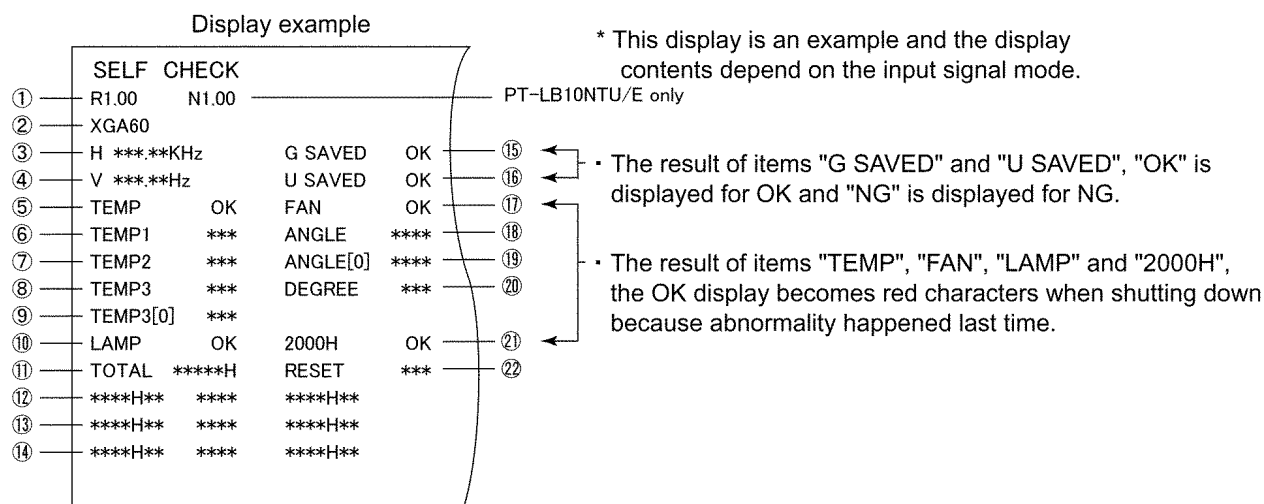 Display example
* This display is an example and the display
contents depend on the input signal mode.
SELF CHECK
① R1.00 N1.00 PT-LB10NTU/E only
② XGA60
③ H ***.**KHz G SAVED OK ⑮
④ V ***.**Hz U SAVED OK ⑯
⑤ TEMP OK FAN OK ⑰
⑥ TEMP1 *** ANGLE **** ⑱
⑦ TEMP2 *** ANGLE[0] **** ⑲
⑧ TEMP3 *** DEGREE *** ⑳
⑨ TEMP3[0] ***
⑩ LAMP OK 2000H OK ㉑
⑪ TOTAL *****H RESET *** ㉒
⑫ ****H** **** ****H**
⑬ ****H** **** ****H**
⑭ ****H** **** ****H**
· The result of items "G SAVED" and "U SAVED", "OK" is
displayed for OK and "NG" is displayed for NG.
· The result of items "TEMP", "FAN", "LAMP" and "2000H",
the OK display becomes red characters when shutting down
because abnormality happened last time.